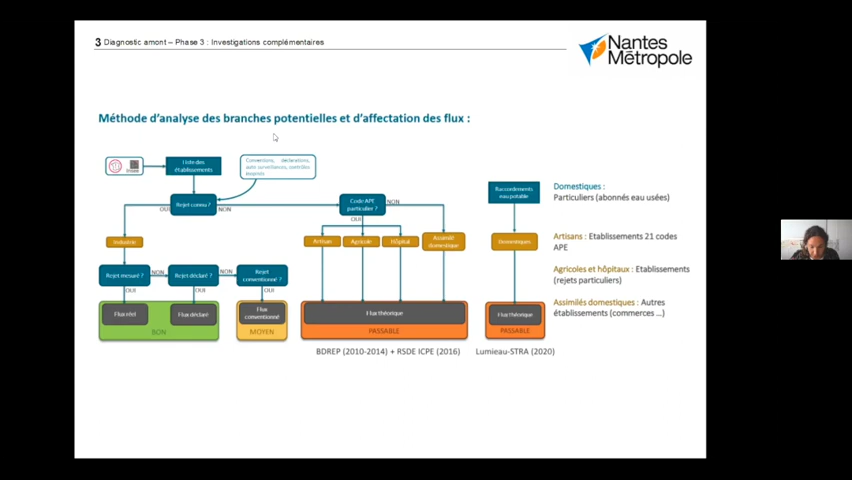 3 Diagnostic amont – Phase 3 : Investigations complémentaires
Nantes
Métropole
Méthode d'analyse des branches potentielles et d'affectation des flux :
Liste des
établissements
Conventions, déclarations,
auto surveillances, contrôles
inopinés
Rejet connu ?
OUI
NON
Code APE
particulier ?
NON
OUI
Industrie
Artisan
Agricole
Hôpital
Assimilé
domestique
Rejet mesuré ?
NON
Rejet déclaré ?
NON
Rejet
conventionné ?
OUI
OUI
OUI
Flux réel
Flux déclaré
Flux
conventionné
Flux théorique
BON
MOYEN
PASSABLE
BDREP (2010-2014) + RSDE ICPE (2016)
Raccordements
eau potable
Domestiques
Flux théorique
PASSABLE
Lumieau-STRA (2020)
Domestiques :
Particuliers (abonnés eau usées)
Artisans : Etablissements 21 codes
APE
Agricoles et hôpitaux : Etablissements
(rejets particuliers)
Assimilés domestiques : Autres
établissements (commerces ...)